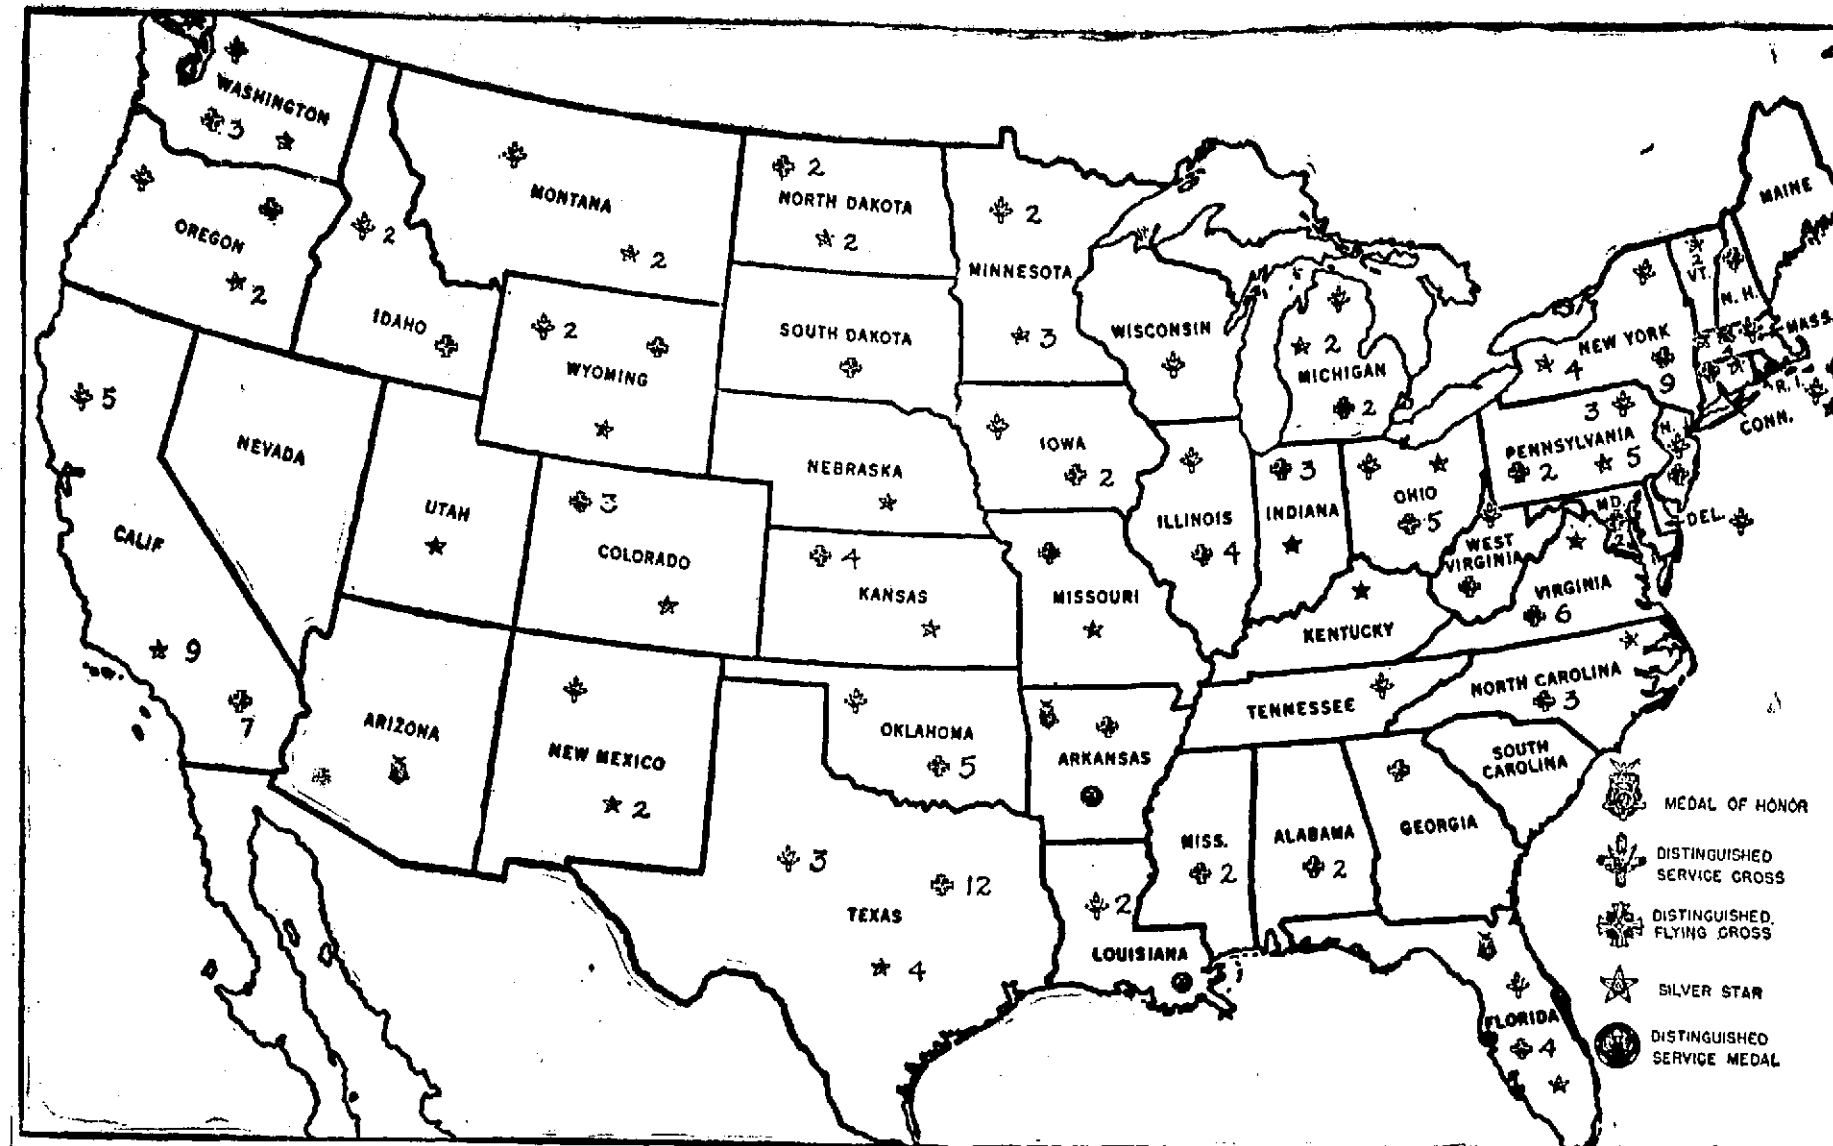 WASHINGTON
3
MONTANA
2
2
NORTH DAKOTA
2
2
MINNESOTA
3
OREGON
2
2
IDAHO
2
WYOMING
SOUTH DAKOTA
WISCONSIN
2
MICHIGAN
2
MAINE
VT.
N. H.
MASS.
4
NEW YORK
4
9
R. I.
CONN.
5
NEVADA
UTAH
CALIF
9
7
3
COLORADO
NEBRASKA
4
KANSAS
IOWA
2
MISSOURI
ILLINOIS
4
3
INDIANA
OHIO
5
3
PENNSYLVANIA
2
5
N.
MD.
2
DEL.
WEST
VIRGINIA
VIRGINIA
6
KENTUCKY
TENNESSEE
NORTH CAROLINA
3
SOUTH
CAROLINA
ARIZONA
NEW MEXICO
2
OKLAHOMA
5
ARKANSAS
3
12
TEXAS
4
2
LOUISIANA
MISS.
2
ALABAMA
2
GEORGIA
FLORIDA
4
MEDAL OF HONOR
DISTINGUISHED
SERVICE CROSS
DISTINGUISHED
FLYING CROSS
SILVER STAR
DISTINGUISHED
SERVICE MEDAL